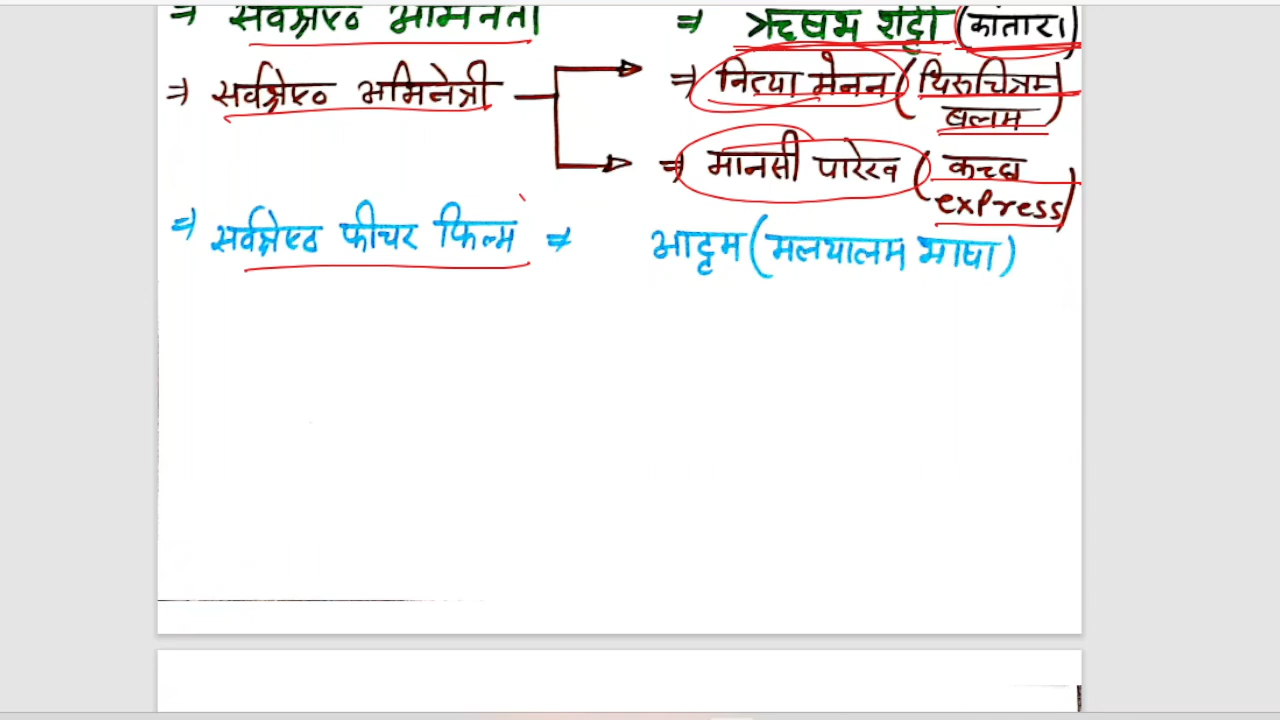 ⇒ सर्वश्रेष्ठ अभिनेता ⇒ ऋषभ शेट्टी (कांतारा)
⇒ सर्वश्रेष्ठ अभिनेत्री ⇒ नित्या मेनन (थिरुचित्रम
बलम)
⇒ मानसी पारेख (कच्छ
express)
⇒ सर्वश्रेष्ठ फीचर फिल्म ⇒ आट्टम (मलयालम भाषा)